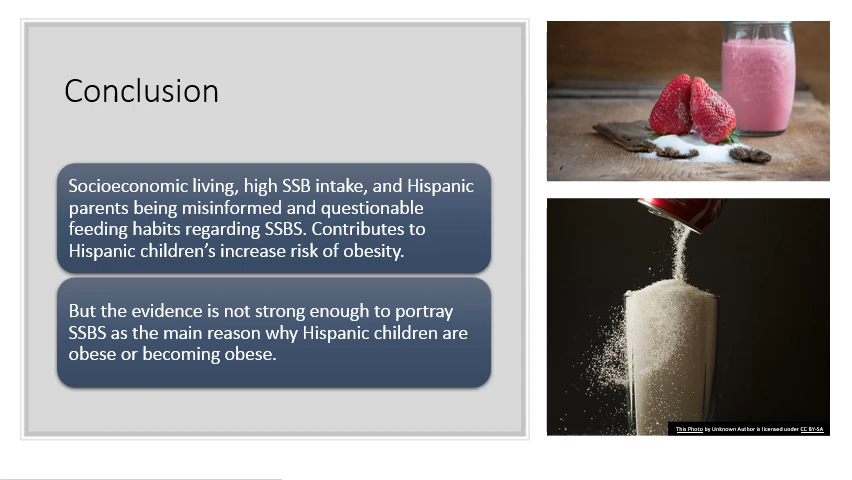 Conclusion
Socioeconomic living, high SSB intake, and Hispanic
parents being misinformed and questionable
feeding habits regarding SSBS. Contributes to
Hispanic children’s increase risk of obesity.
But the evidence is not strong enough to portray
SSBS as the main reason why Hispanic children are
obese or becoming obese.
This Photo by Unknown Author is licensed under CC BY-SA